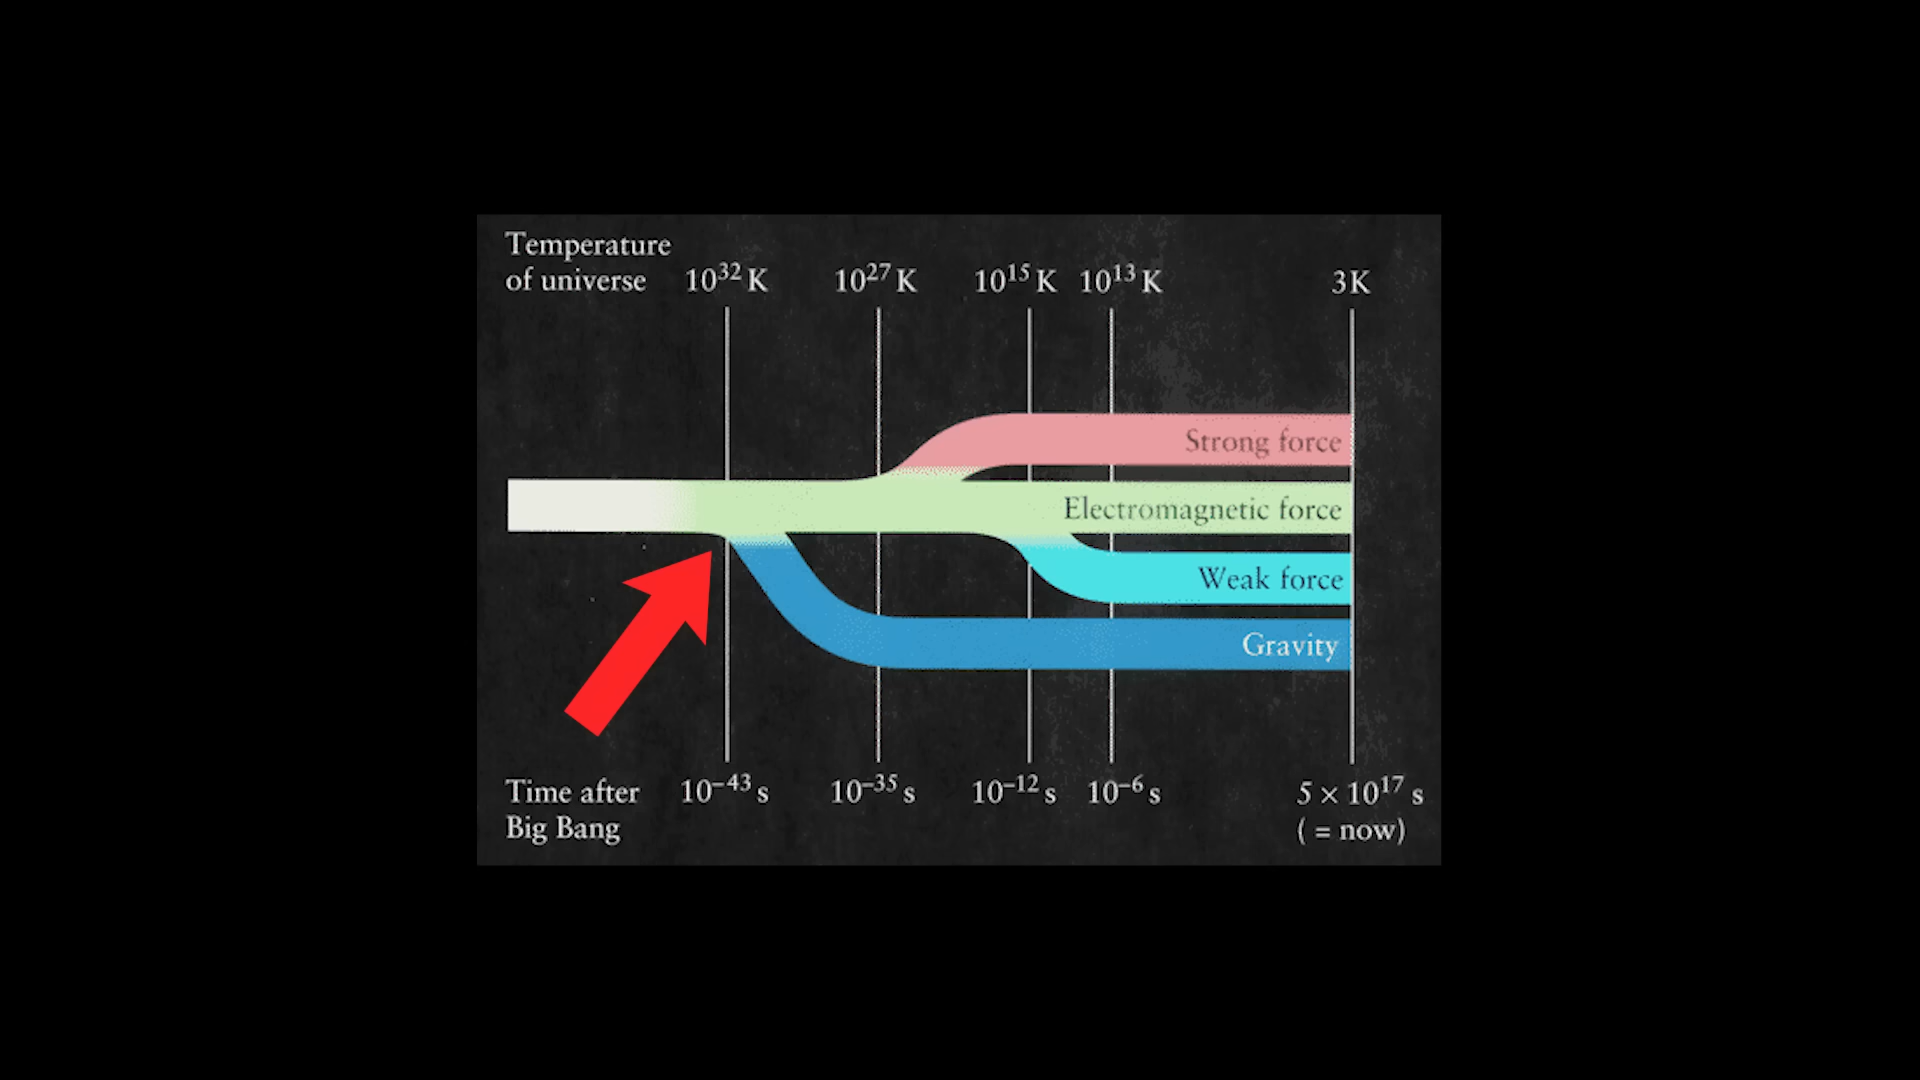 Temperature
of universe 10³² K 10²⁷ K 10¹⁵ K 10¹³ K 3K
Strong force
Electromagnetic force
Weak force
Gravity
Time after 10⁻⁴³ s 10⁻³⁵ s 10⁻¹² s 10⁻⁶ s 5 × 10¹⁷ s
Big Bang ( = now)